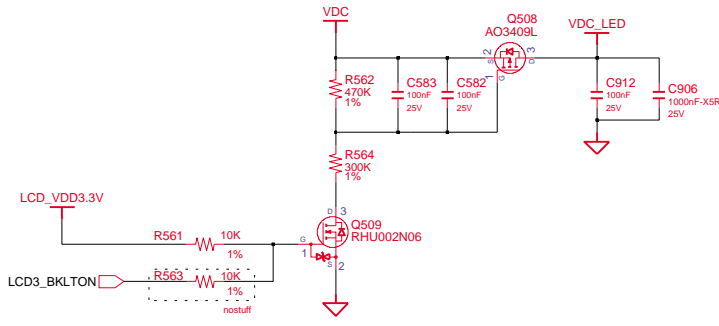 VDC
Q508
AO3409L
VDC_LED
2
S
3
D
1
G
R562
470K
1%
C583
100nF
25V
C582
100nF
25V
C912
100nF
25V
C906
1000nF-X5R
25V
R564
300K
1%
LCD_VDD3.3V
D
3
Q509
RHU002N06
R561
10K
1%
G
1
S
2
LCD3_BKLTON
R563
10K
1%
nostuff